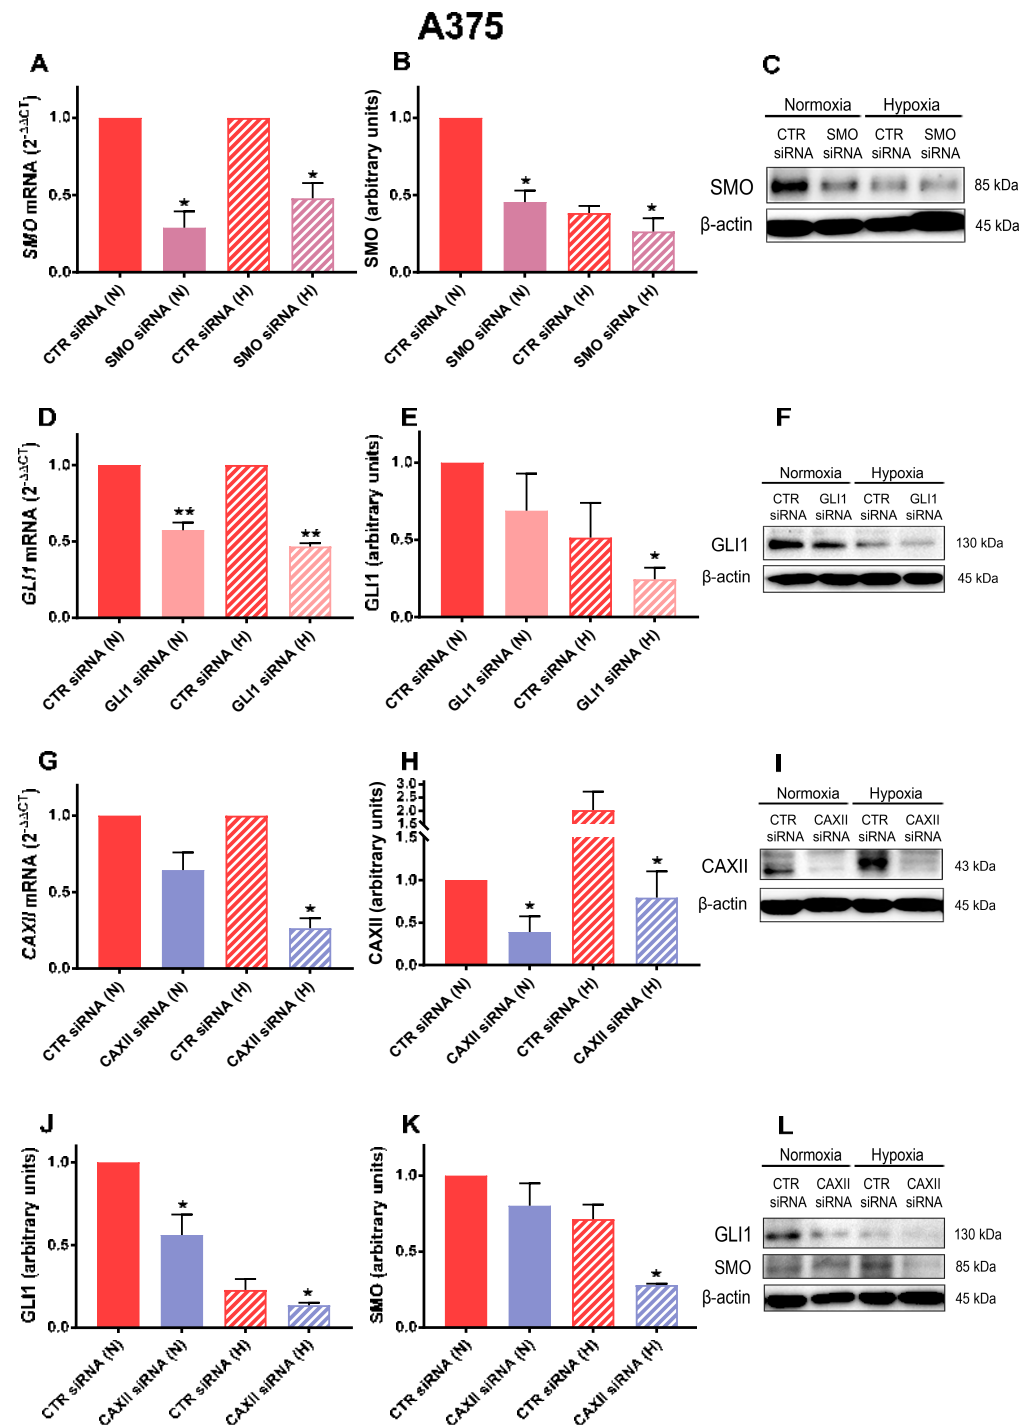 A375
A
SMO mRNA (2-ΔΔCT)
1.0
0.5
0.0
CTR siRNA (N)
SMO siRNA (N)
CTR siRNA (H)
SMO siRNA (H)
*
*
B
SMO (arbitrary units)
1.0
0.5
0.0
CTR siRNA (N)
SMO siRNA (N)
CTR siRNA (H)
SMO siRNA (H)
*
*
C
Normoxia Hypoxia
CTR SMO CTR SMO
siRNA siRNA siRNA siRNA
SMO 85 kDa
β-actin 45 kDa
D
GLI1 mRNA (2-ΔΔCT)
1.0
0.5
0.0
CTR siRNA (N)
GLI1 siRNA (N)
CTR siRNA (H)
GLI1 siRNA (H)
**
**
E
GLI1 (arbitrary units)
1.0
0.5
0.0
CTR siRNA (N)
GLI1 siRNA (N)
CTR siRNA (H)
GLI1 siRNA (H)
*
F
Normoxia Hypoxia
CTR GLI1 CTR GLI1
siRNA siRNA siRNA siRNA
GLI1 130 kDa
β-actin 45 kDa
G
CAXII mRNA (2-ΔΔCT)
1.0
0.5
0.0
CTR siRNA (N)
CAXII siRNA (N)
CTR siRNA (H)
CAXII siRNA (H)
*
H
CAXII (arbitrary units)
3.0
2.5
2.0
1.5
1.5
1.0
0.5
0.0
CTR siRNA (N)
CAXII siRNA (N)
CTR siRNA (H)
CAXII siRNA (H)
*
*
I
Normoxia Hypoxia
CTR CAXII CTR CAXII
siRNA siRNA siRNA siRNA
CAXII 43 kDa
β-actin 45 kDa
J
GLI1 (arbitrary units)
1.0
0.5
0.0
CTR siRNA (N)
CAXII siRNA (N)
CTR siRNA (H)
CAXII siRNA (H)
*
*
K
SMO (arbitrary units)
1.0
0.5
0.0
CTR siRNA (N)
CAXII siRNA (N)
CTR siRNA (H)
CAXII siRNA (H)
*
L
Normoxia Hypoxia
CTR CAXII CTR CAXII
siRNA siRNA siRNA siRNA
GLI1 130 kDa
SMO 85 kDa
β-actin 45 kDa